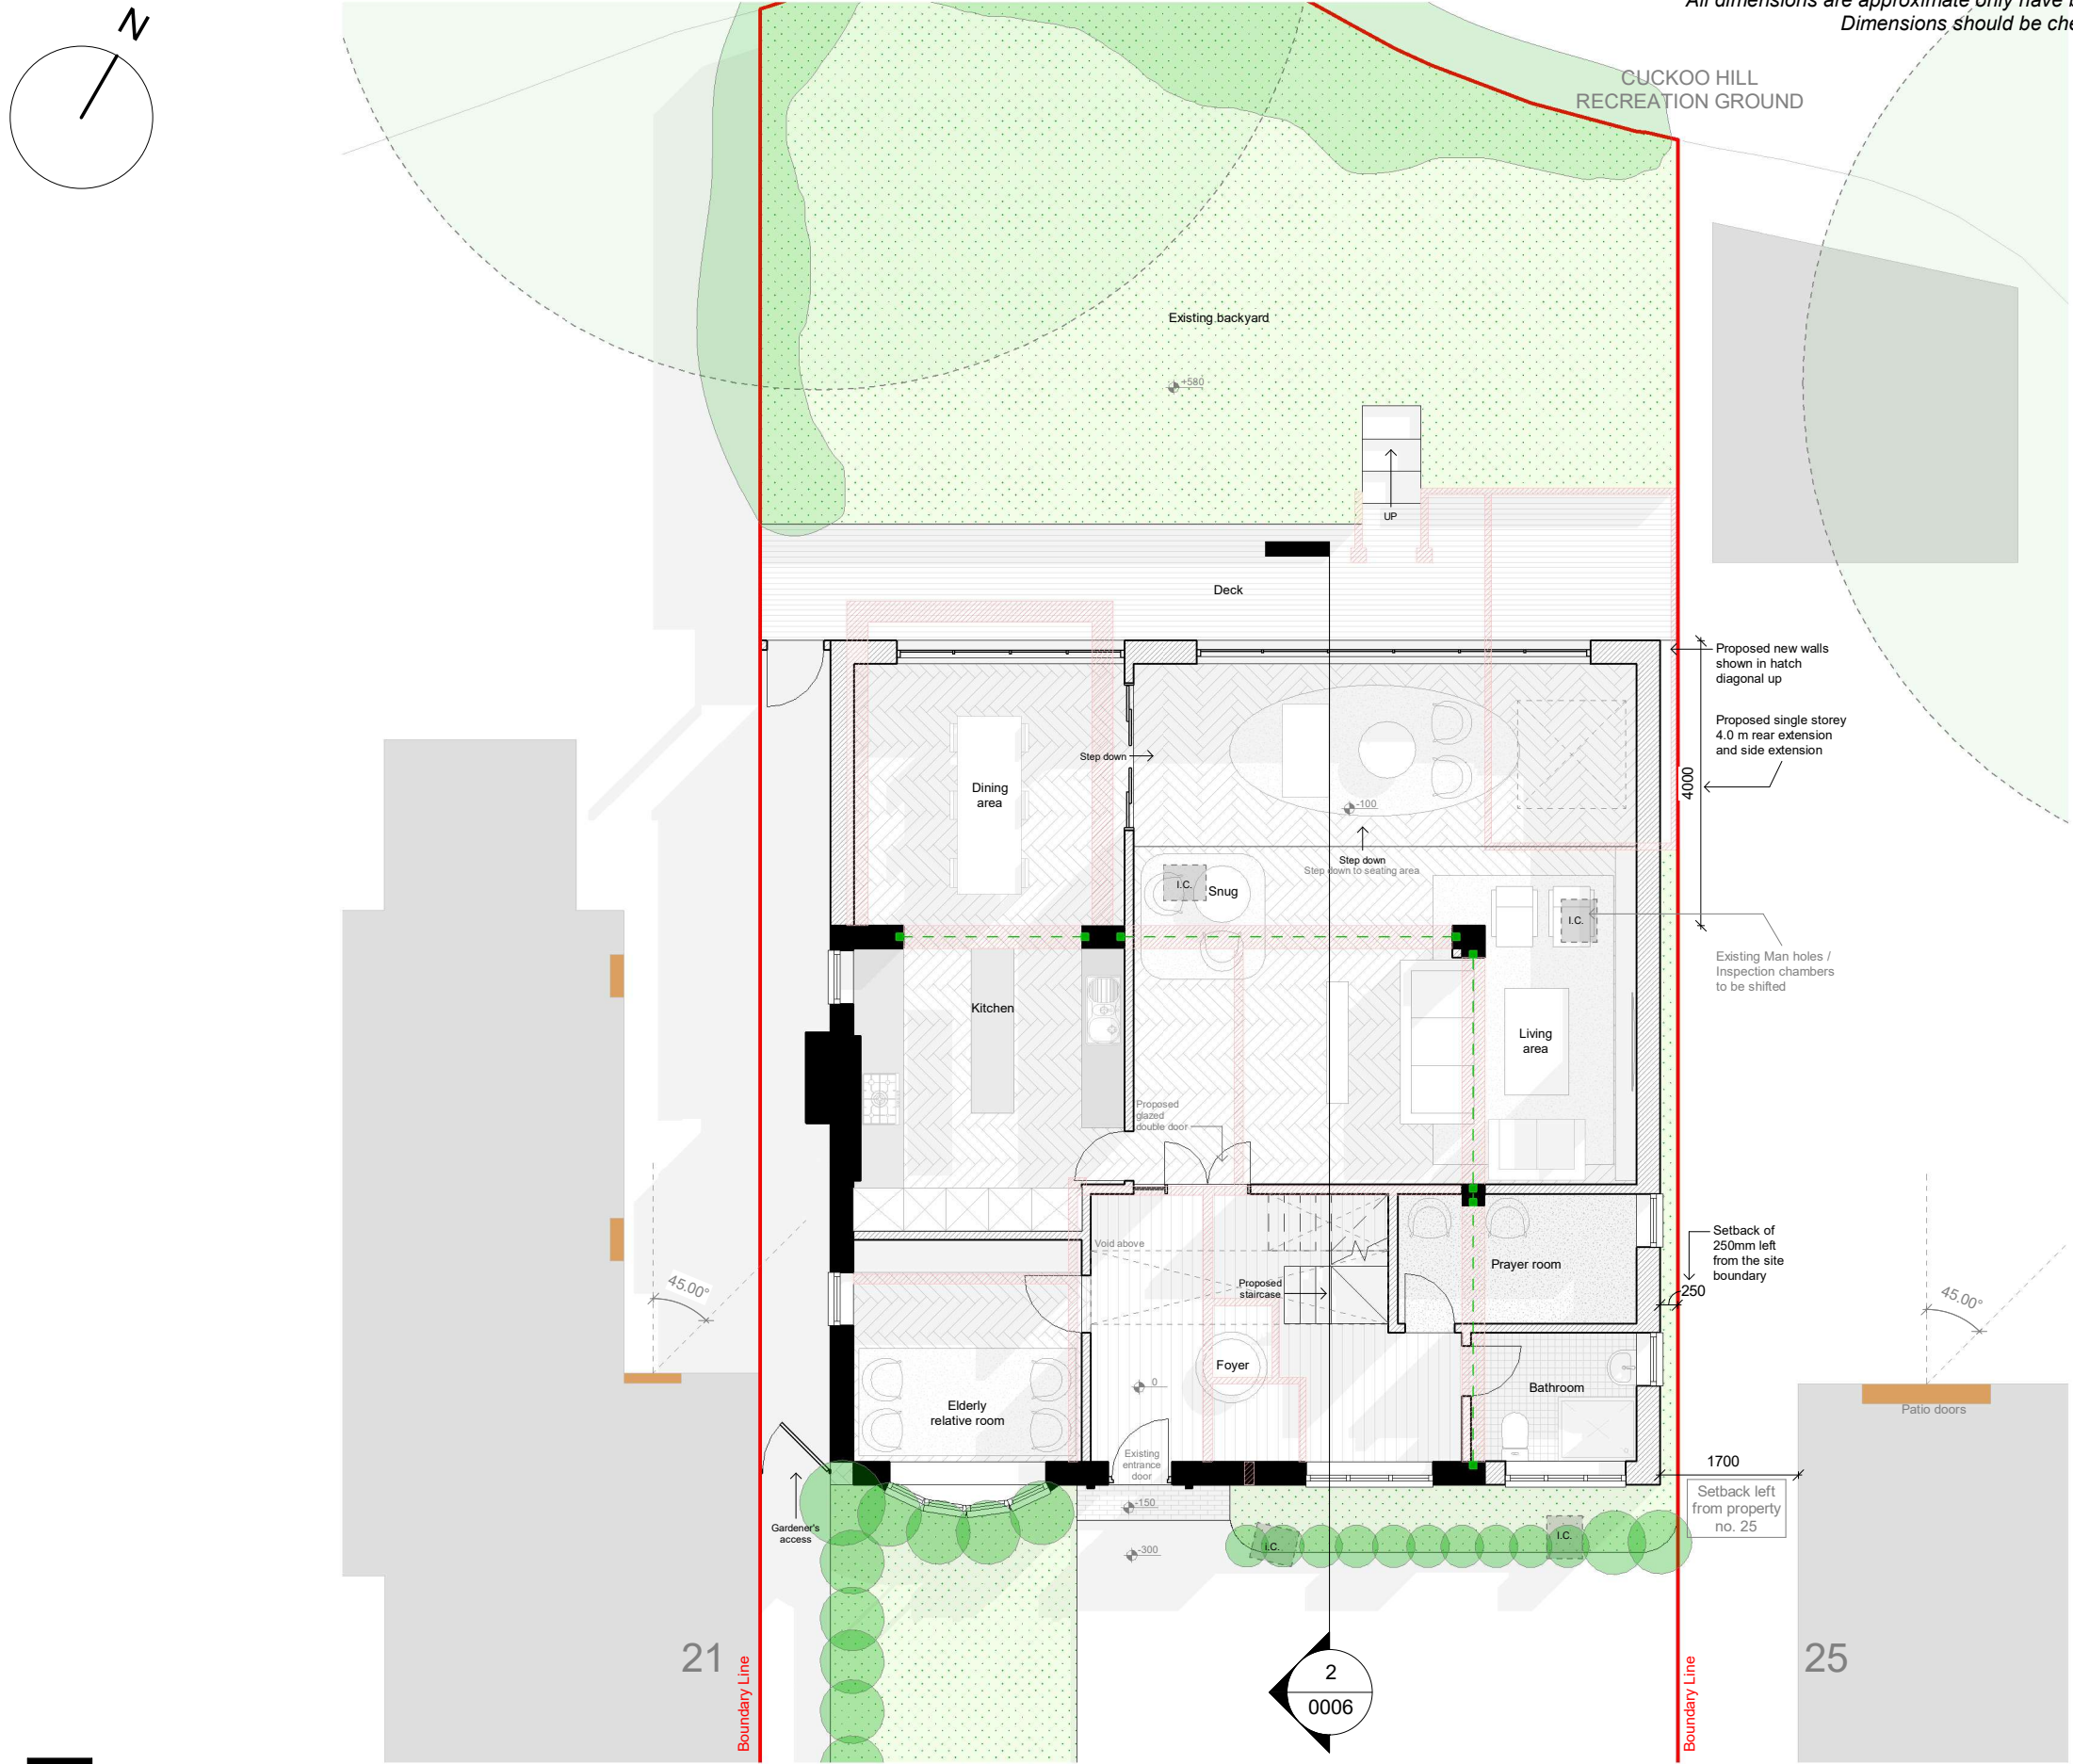 N
All dimensions are approximate only have b
Dimensions should be che
CUCKOO HILL
RECREATION GROUND
Existing backyard
+580
UP
Deck
Proposed new walls
shown in hatch
diagonal up
Proposed single storey
4.0 m rear extension
and side extension
4000
Step down
Dining
area
-100
Step down
Step down to seating area
I.C.
Snug
I.C.
Existing Man holes /
Inspection chambers
to be shifted
Kitchen
Living
area
Proposed
glazed
double door
Void above
Prayer room
Setback of
250mm left
from the site
boundary
250
45.00°
Proposed
staircase
45.00°
Foyer
0
Bathroom
Elderly
relative room
Patio doors
Existing
entrance
door
1700
Setback left
from property
no. 25
-150
Gardener's
access
I.C.
I.C.
-300
21
Boundary Line
2
0006
Boundary Line
25